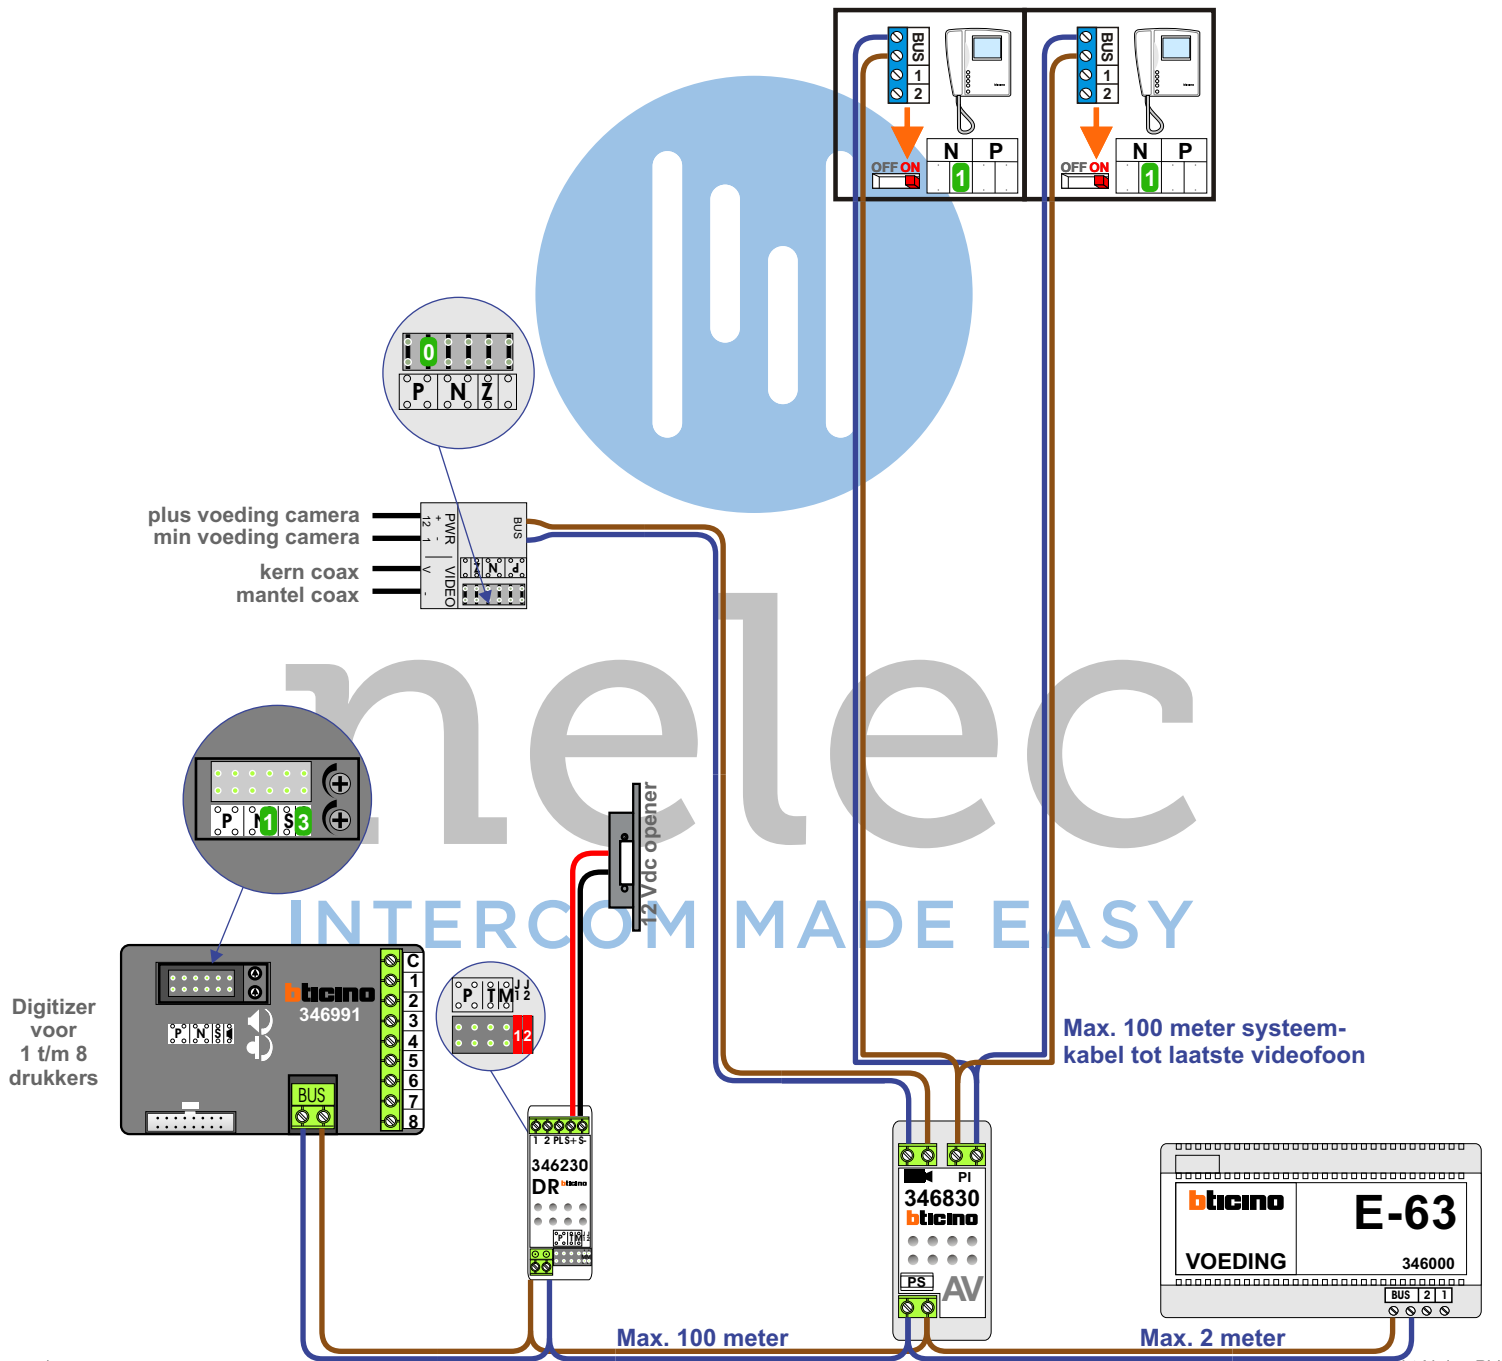 BUS
1
2
OFF ON
N P
1
BUS
1
2
OFF ON
N P
1
0
P N Z
plus voeding camera
min voeding camera
kern coax
mantel coax
12 + PWR
1 -
V VIDEO
-
BUS
Z N P
nelec
INTERCOM MADE EASY
P N 1 S 3
12 Vdc opener
Digitizer
voor
1 t/m 8
drukkers
bticino
346991
P N S
BUS
C
1
2
3
4
5
6
7
8
P T M J1 J2
1 2
1 2 PL S+ S-
346230
DR bticino
P T M
Max. 100 meter systeem-
kabel tot laatste videofoon
PI
346830
bticino
PS
AV
bticino
E-63
VOEDING
346000
BUS 2 1
Max. 100 meter
Max. 2 meter